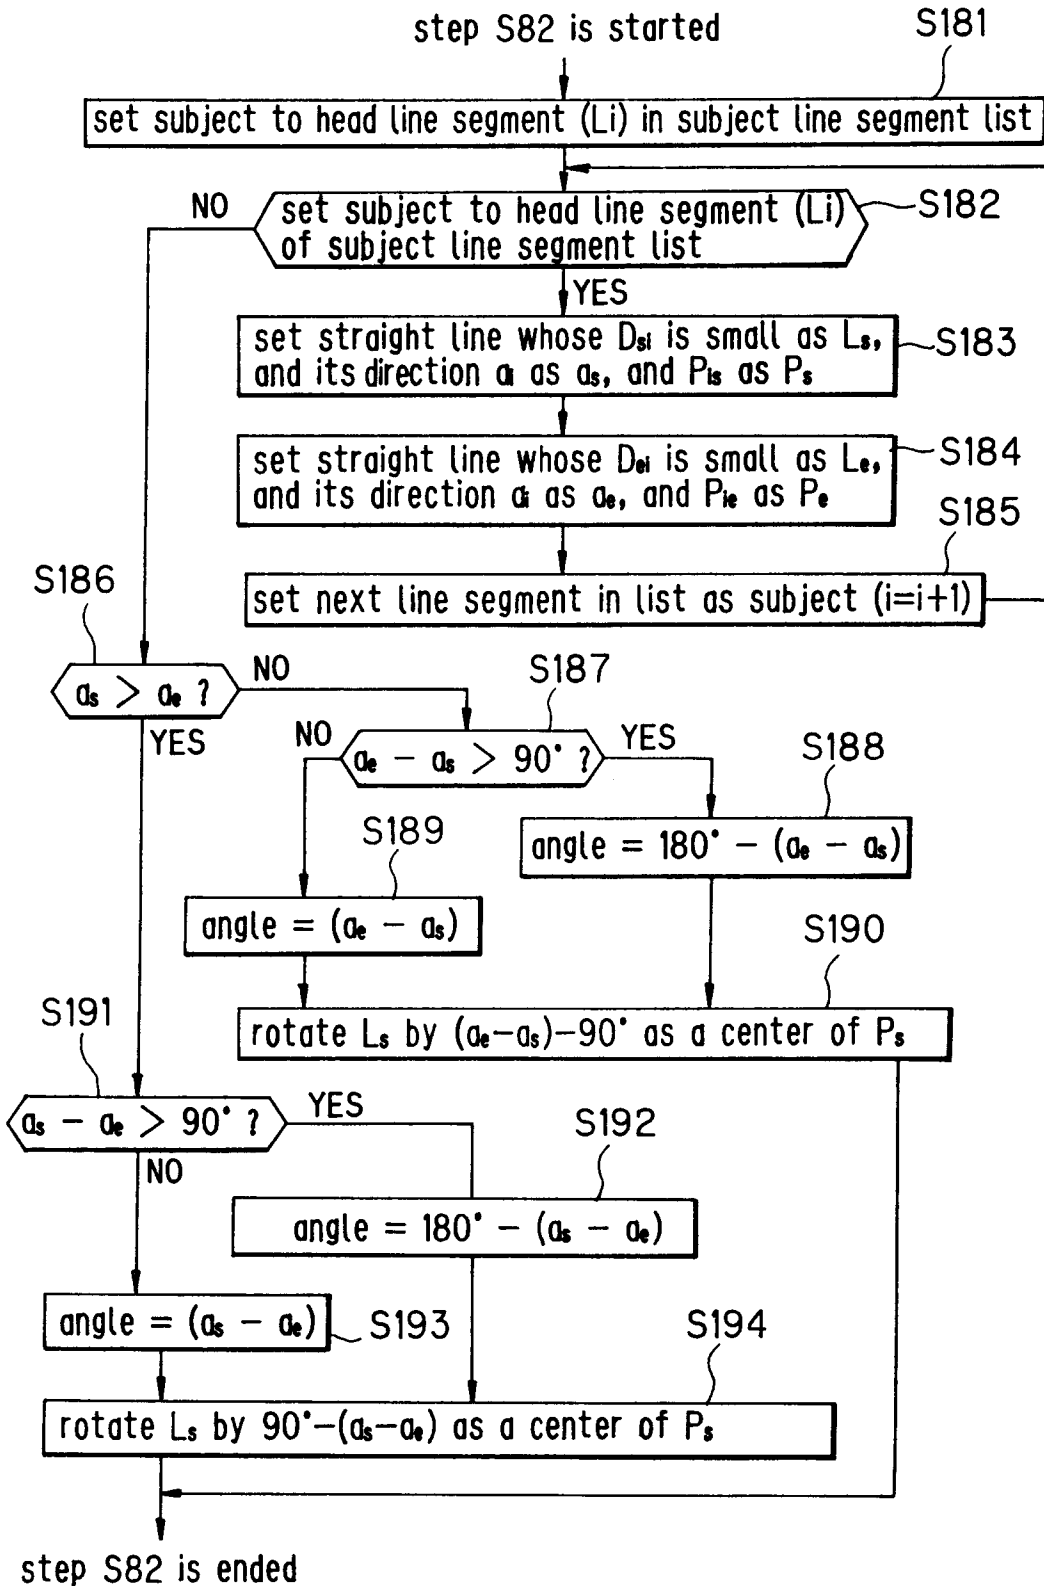 step S82 is started
S181
set subject to head line segment (Li) in subject line segment list
NO
set subject to head line segment (Li)
of subject line segment list
S182
YES
set straight line whose Dsi is small as Ls,
and its direction ai as as, and Pis as Ps
S183
set straight line whose Dei is small as Le,
and its direction ai as ae, and Pie as Pe
S184
S185
set next line segment in list as subject (i=i+1)
S186
as > ae ?
NO
YES
S187
NO
ae - as > 90° ?
YES
S188
angle = 180° - (ae - as)
S189
angle = (ae - as)
S190
rotate Ls by (ae-as)-90° as a center of Ps
S191
as - ae > 90° ?
YES
NO
S192
angle = 180° - (as - ae)
angle = (as - ae)
S193
S194
rotate Ls by 90°-(as-ae) as a center of Ps
step S82 is ended